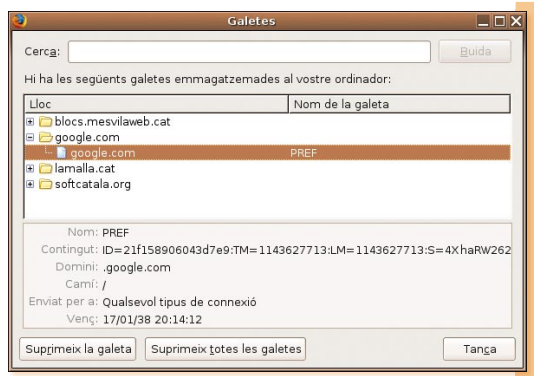 Galetes
Cerca: Buida
Hi ha les següents galetes emmagatzemades al vostre ordinador:
Lloc Nom de la galeta
blocs.mesvilaweb.cat
google.com
google.com PREF
lamalla.cat
softcatala.org
Nom: PREF
Contingut: ID=21f158906043d7e9:TM=1143627713:LM=1143627713:S=4XhaRW262
Domini: .google.com
Camí: /
Enviat per a: Qualsevol tipus de connexió
Venç: 17/01/38 20:14:12
Suprimeix la galeta Suprimeix totes les galetes Tanca